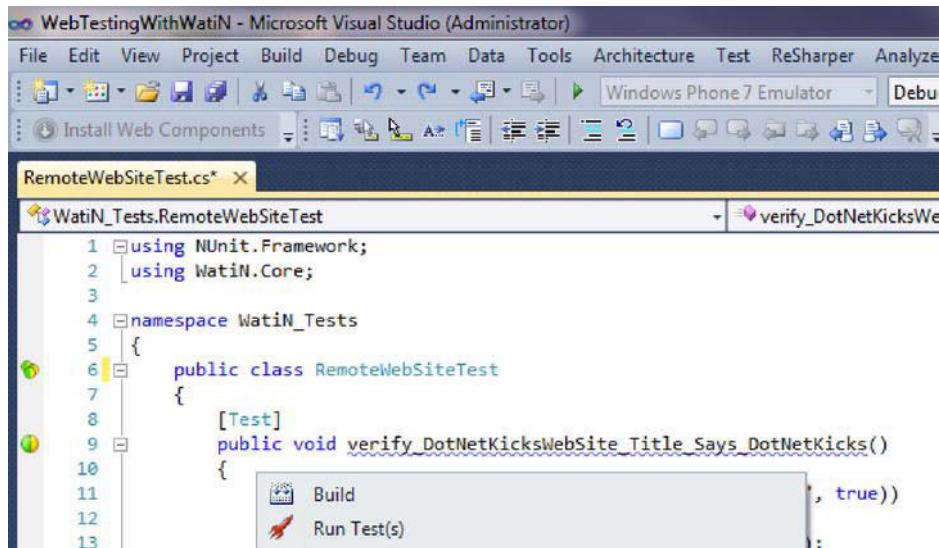 WebTestingWithWatiN - Microsoft Visual Studio (Administrator)
File Edit View Project Build Debug Team Data Tools Architecture Test ReSharper Analyze
Windows Phone 7 Emulator Debu
Install Web Components
RemoteWebSiteTest.cs* X
WatiN_Tests.RemoteWebSiteTest verify_DotNetKicksWe
1 using NUnit.Framework;
2 using WatiN.Core;
3
4 namespace WatiN_Tests
5 {
6 public class RemoteWebSiteTest
7 {
8 [Test]
9 public void verify_DotNetKicksWebSite_Title_Says_DotNetKicks()
10 {
11 Build ", true))
12 Run Test(s)
13 );